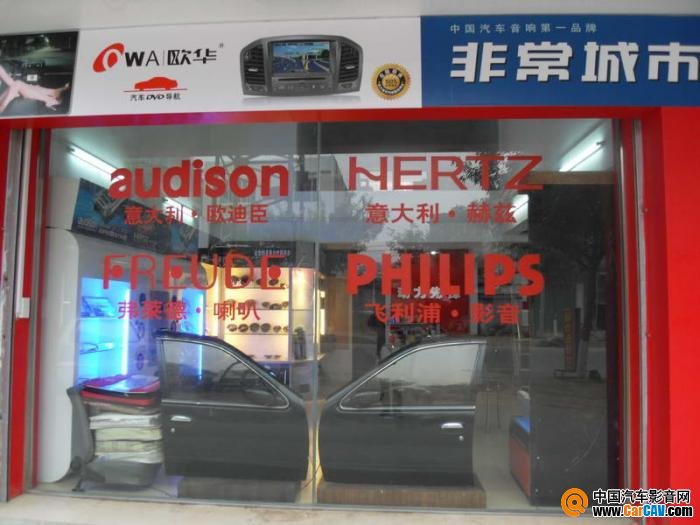 OWA|欧华®
汽车DVD导航
中国汽车音响第一品牌
非常城市
audison
意大利·欧迪臣
HERTZ
意大利·赫兹
FREUDE
弗莱德·喇叭
PHILIPS
飞利浦·影音
audison
中国汽车影音网
www.CarCAV.com